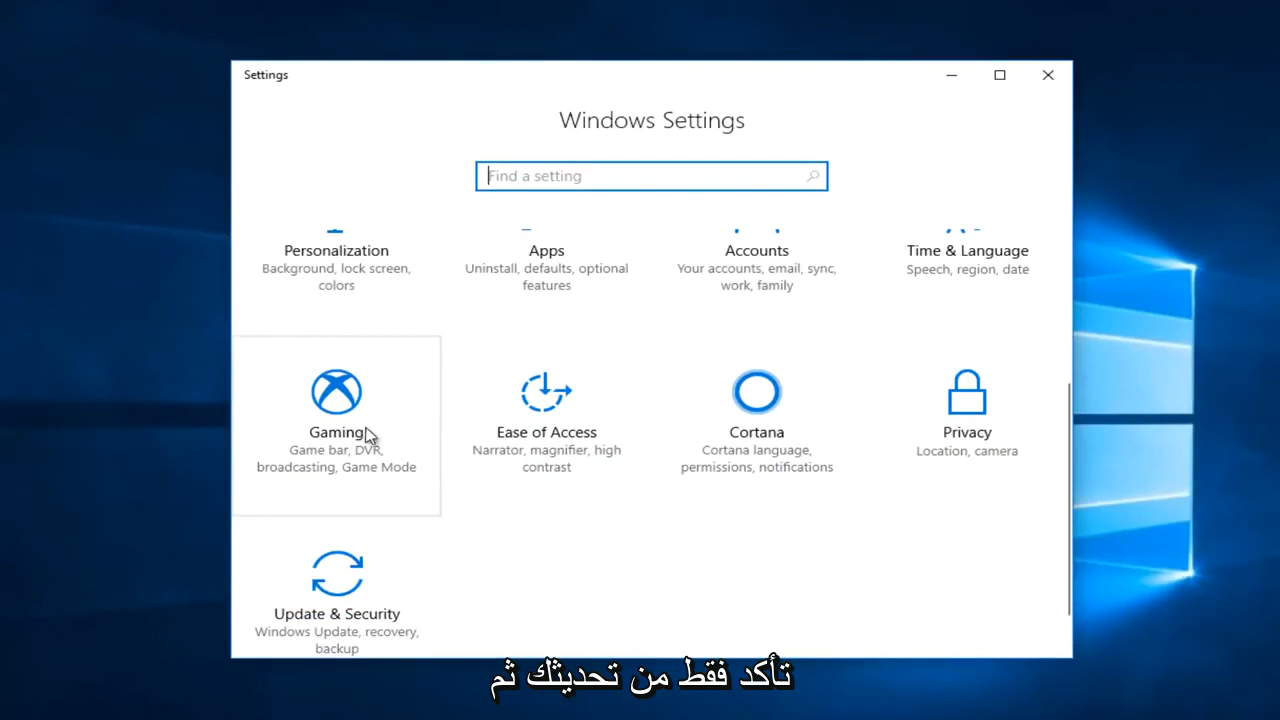 Settings
Windows Settings
Find a setting
Personalization
Background, lock screen,
colors
Apps
Uninstall, defaults, optional
features
Accounts
Your accounts, email, sync,
work, family
Time & Language
Speech, region, date
Gaming
Game bar, DVR,
broadcasting, Game Mode
Ease of Access
Narrator, magnifier, high
contrast
Cortana
Cortana language,
permissions, notifications
Privacy
Location, camera
Update & Security
Windows Update, recovery,
backup
تأكد فقط من تحديثك ثم